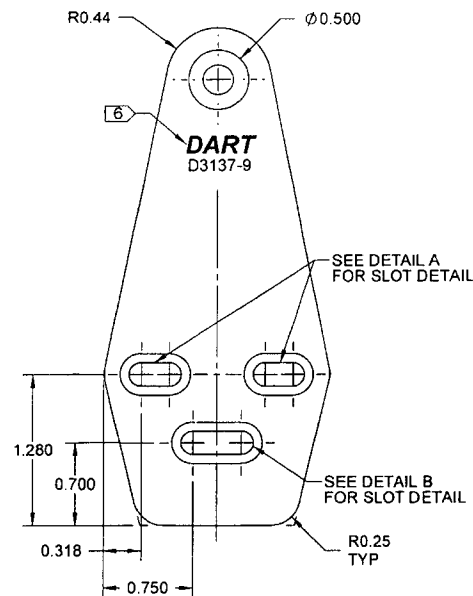 R0.44
Ø0.500
6
DART
D3137-9
SEE DETAIL A
FOR SLOT DETAIL
1.280
0.700
SEE DETAIL B
FOR SLOT DETAIL
0.318
R0.25
TYP
0.750